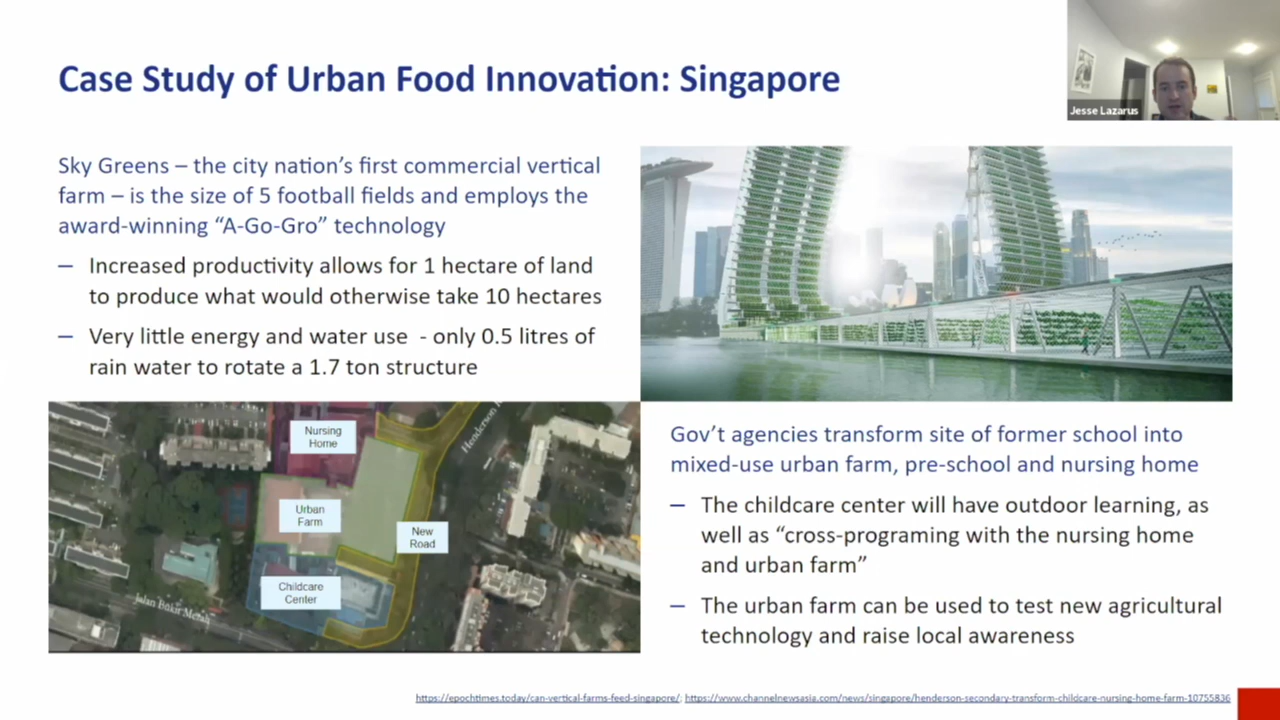 Case Study of Urban Food Innovation: Singapore
Jesse Lazarus
Sky Greens – the city nation's first commercial vertical
farm – is the size of 5 football fields and employs the
award-winning "A-Go-Gro" technology
– Increased productivity allows for 1 hectare of land
to produce what would otherwise take 10 hectares
– Very little energy and water use - only 0.5 litres of
rain water to rotate a 1.7 ton structure
Nursing
Home
Henderson
Urban
Farm
New
Road
Childcare
Center
Jalan Bukit Merah
Gov't agencies transform site of former school into
mixed-use urban farm, pre-school and nursing home
– The childcare center will have outdoor learning, as
well as "cross-programing with the nursing home
and urban farm"
– The urban farm can be used to test new agricultural
technology and raise local awareness
https://epochtimes.today/can-vertical-farms-feed-singapore/; https://www.channelnewsasia.com/news/singapore/henderson-secondary-transform-childcare-nursing-home-farm-10755836